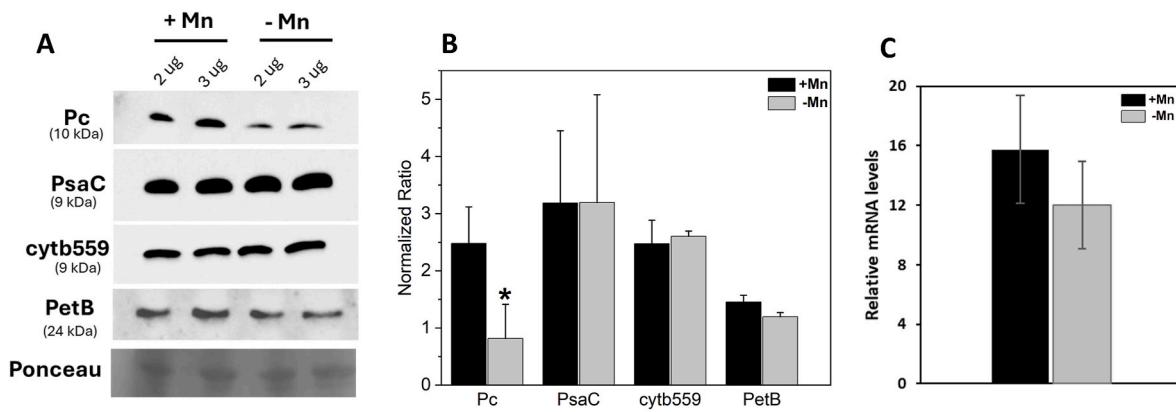 A
+ Mn
- Mn
2 ug
3 ug
2 ug
3 ug
Pc
(10 kDa)
PsaC
(9 kDa)
cytb559
(9 kDa)
PetB
(24 kDa)
Ponceau
B
+Mn
-Mn
Normalized Ratio
5
4
3
2
1
0
*
Pc
PsaC
cytb559
PetB
C
+Mn
-Mn
Relative mRNA levels
20
16
12
8
4
0